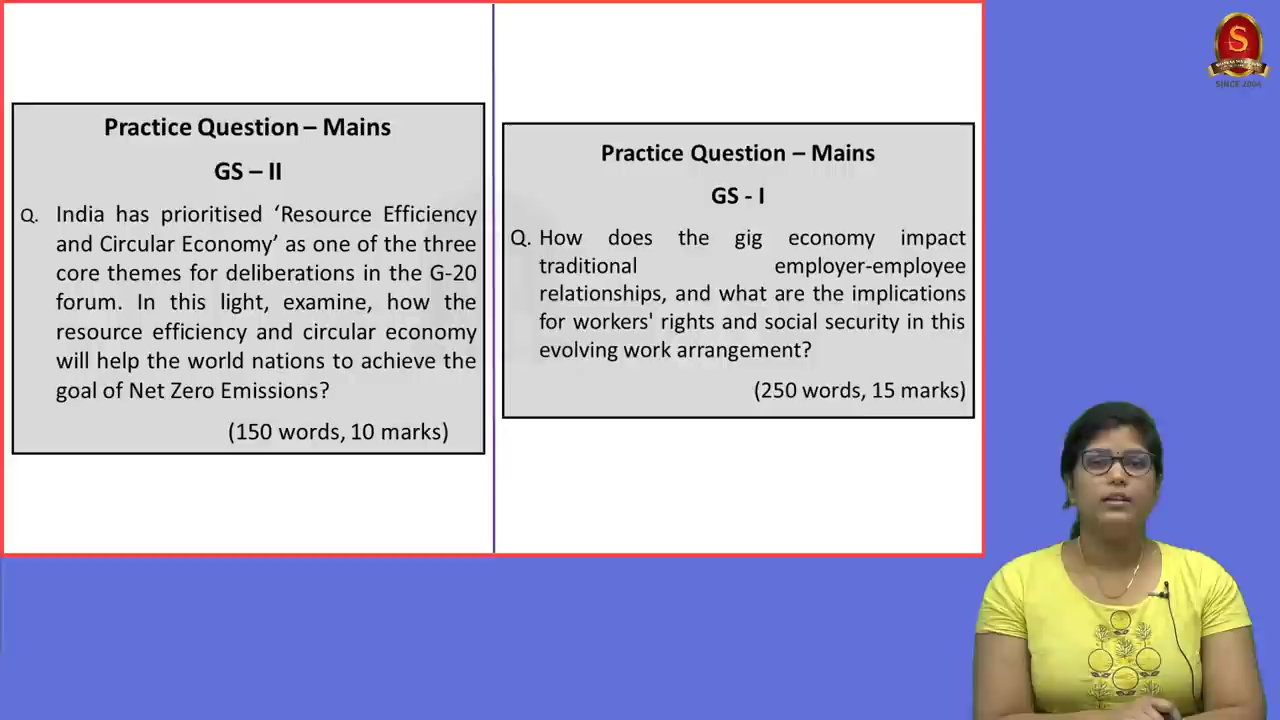 Practice Question – Mains
GS – II
Q. India has prioritised ‘Resource Efficiency
and Circular Economy’ as one of the three
core themes for deliberations in the G-20
forum. In this light, examine, how the
resource efficiency and circular economy
will help the world nations to achieve the
goal of Net Zero Emissions?
(150 words, 10 marks)
Practice Question – Mains
GS - I
Q. How does the gig economy impact
traditional employer-employee
relationships, and what are the implications
for workers' rights and social security in this
evolving work arrangement?
(250 words, 15 marks)
S
SINCE 2004